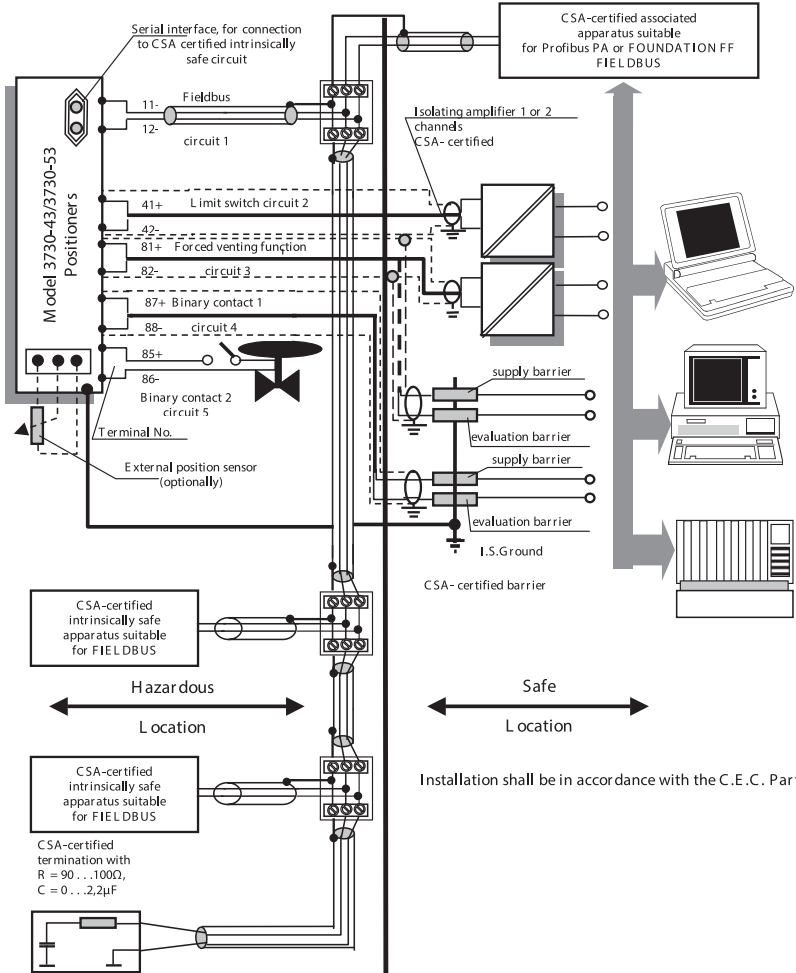 Serial interface, for connection
to CSA certified intrinsically
safe circuit
CSA-certified associated
apparatus suitable
for Profibus PA or FOUNDATION FF
FIELDBUS
Model 3730-43/3730-53
Positioners
11-
Fieldbus
12-
circuit 1
Isolating amplifier 1 or 2
channels
CSA- certified
41+ Limit switch circuit 2
42-
81+ Forced venting function
82- circuit 3
87+ Binary contact 1
88- circuit 4
85+
86-
Binary contact 2
circuit 5
Terminal No.
External position sensor
(optionally)
supply barrier
evaluation barrier
supply barrier
evaluation barrier
I.S.Ground
CSA- certified barrier
CSA-certified
intrinsically safe
apparatus suitable
for FIELDBUS
Hazardous
Location
Safe
Location
CSA-certified
intrinsically safe
apparatus suitable
for FIELDBUS
Installation shall be in accordance with the C.E.C. Par
CSA-certified
termination with
R = 90 . . .100Ω,
C = 0 . . .2,2µF